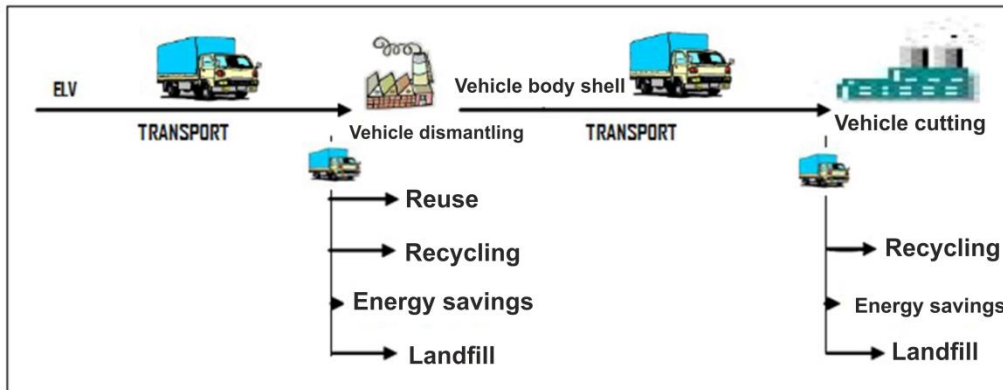 ELV
TRANSPORT
Vehicle dismantling
Vehicle body shell
TRANSPORT
Vehicle cutting
Reuse
Recycling
Energy savings
Landfill
Recycling
Energy savings
Landfill